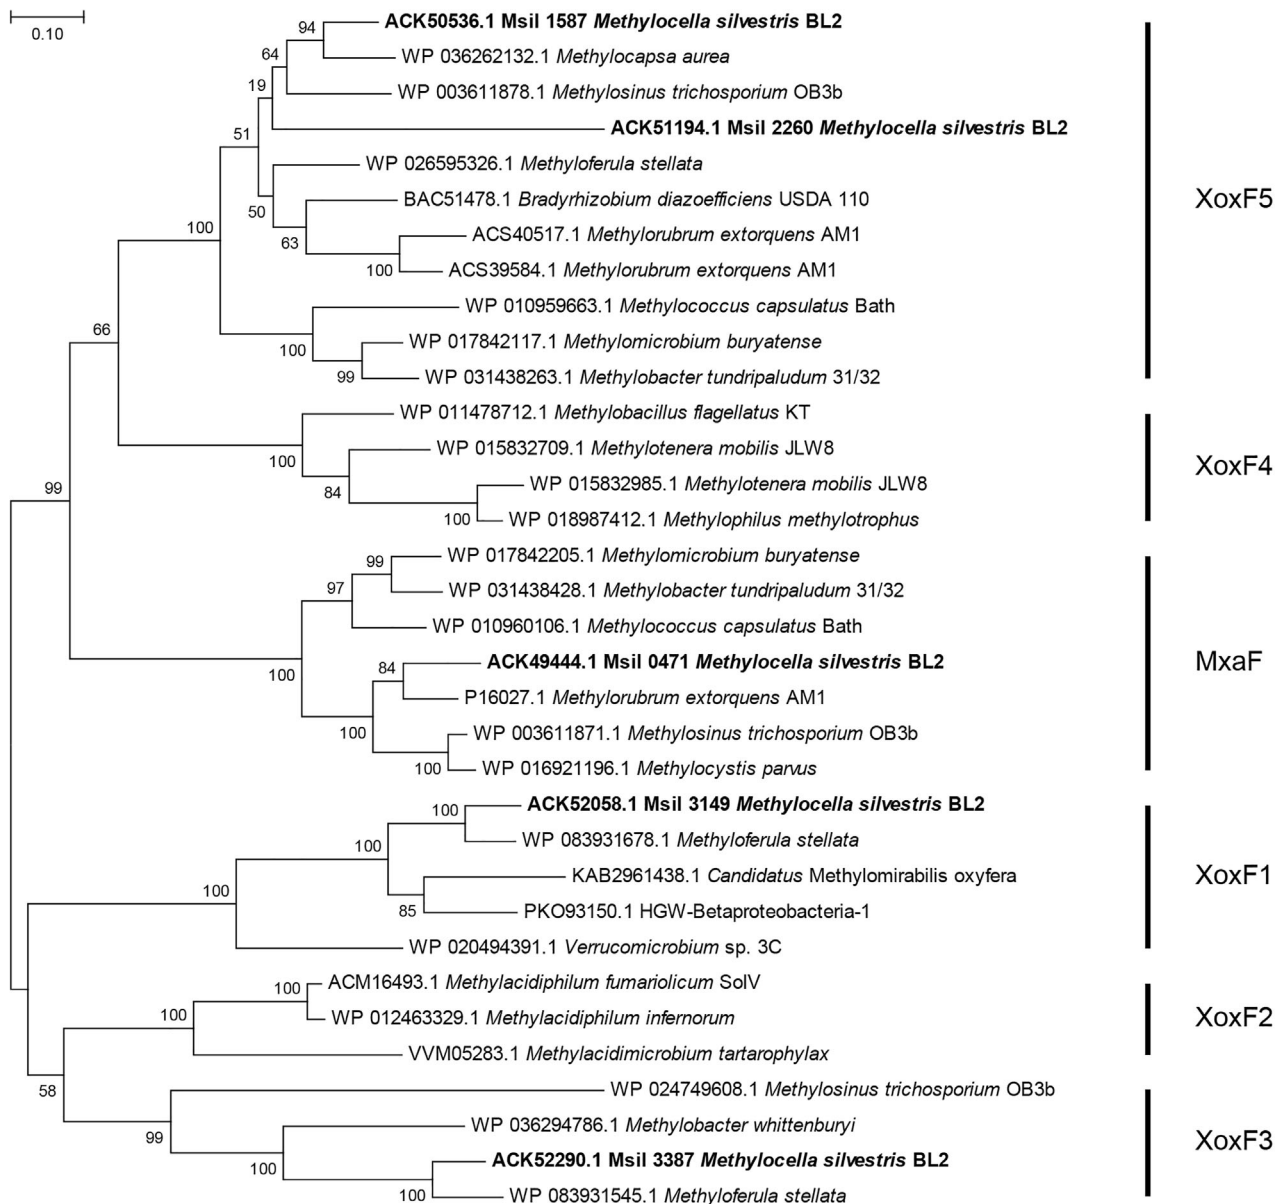 0.10
94
ACK50536.1 Msil 1587 Methylocella silvestris BL2
64
WP 036262132.1 Methylocapsa aurea
19
WP 003611878.1 Methylosinus trichosporium OB3b
51
ACK51194.1 Msil 2260 Methylocella silvestris BL2
WP 026595326.1 Methyloferula stellata
XoxF5
50
BAC51478.1 Bradyrhizobium diazoefficiens USDA 110
100
63
ACS40517.1 Methylorubrum extorquens AM1
100
ACS39584.1 Methylorubrum extorquens AM1
WP 010959663.1 Methylococcus capsulatus Bath
66
100
WP 017842117.1 Methylomicrobium buryatense
99
WP 031438263.1 Methylobacter tundripaludum 31/32
WP 011478712.1 Methylobacillus flagellatus KT
100
WP 015832709.1 Methylotenera mobilis JLW8
XoxF4
99
84
WP 015832985.1 Methylotenera mobilis JLW8
100
WP 018987412.1 Methylophilus methylotrophus
99
WP 017842205.1 Methylomicrobium buryatense
97
WP 031438428.1 Methylobacter tundripaludum 31/32
WP 010960106.1 Methylococcus capsulatus Bath
100
84
ACK49444.1 Msil 0471 Methylocella silvestris BL2
MxaF
P16027.1 Methylorubrum extorquens AM1
100
WP 003611871.1 Methylosinus trichosporium OB3b
100
WP 016921196.1 Methylocystis parvus
100
ACK52058.1 Msil 3149 Methylocella silvestris BL2
100
WP 083931678.1 Methyloferula stellata
100
KAB2961438.1 Candidatus Methylomirabilis oxyfera
XoxF1
85
PKO93150.1 HGW-Betaproteobacteria-1
WP 020494391.1 Verrucomicrobium sp. 3C
100
ACM16493.1 Methylacidiphilum fumariolicum SolV
100
WP 012463329.1 Methylacidiphilum infernorum
XoxF2
VVM05283.1 Methylacidimicrobium tartarophylax
58
WP 024749608.1 Methylosinus trichosporium OB3b
99
WP 036294786.1 Methylobacter whittenburyi
XoxF3
100
ACK52290.1 Msil 3387 Methylocella silvestris BL2
100
WP 083931545.1 Methyloferula stellata